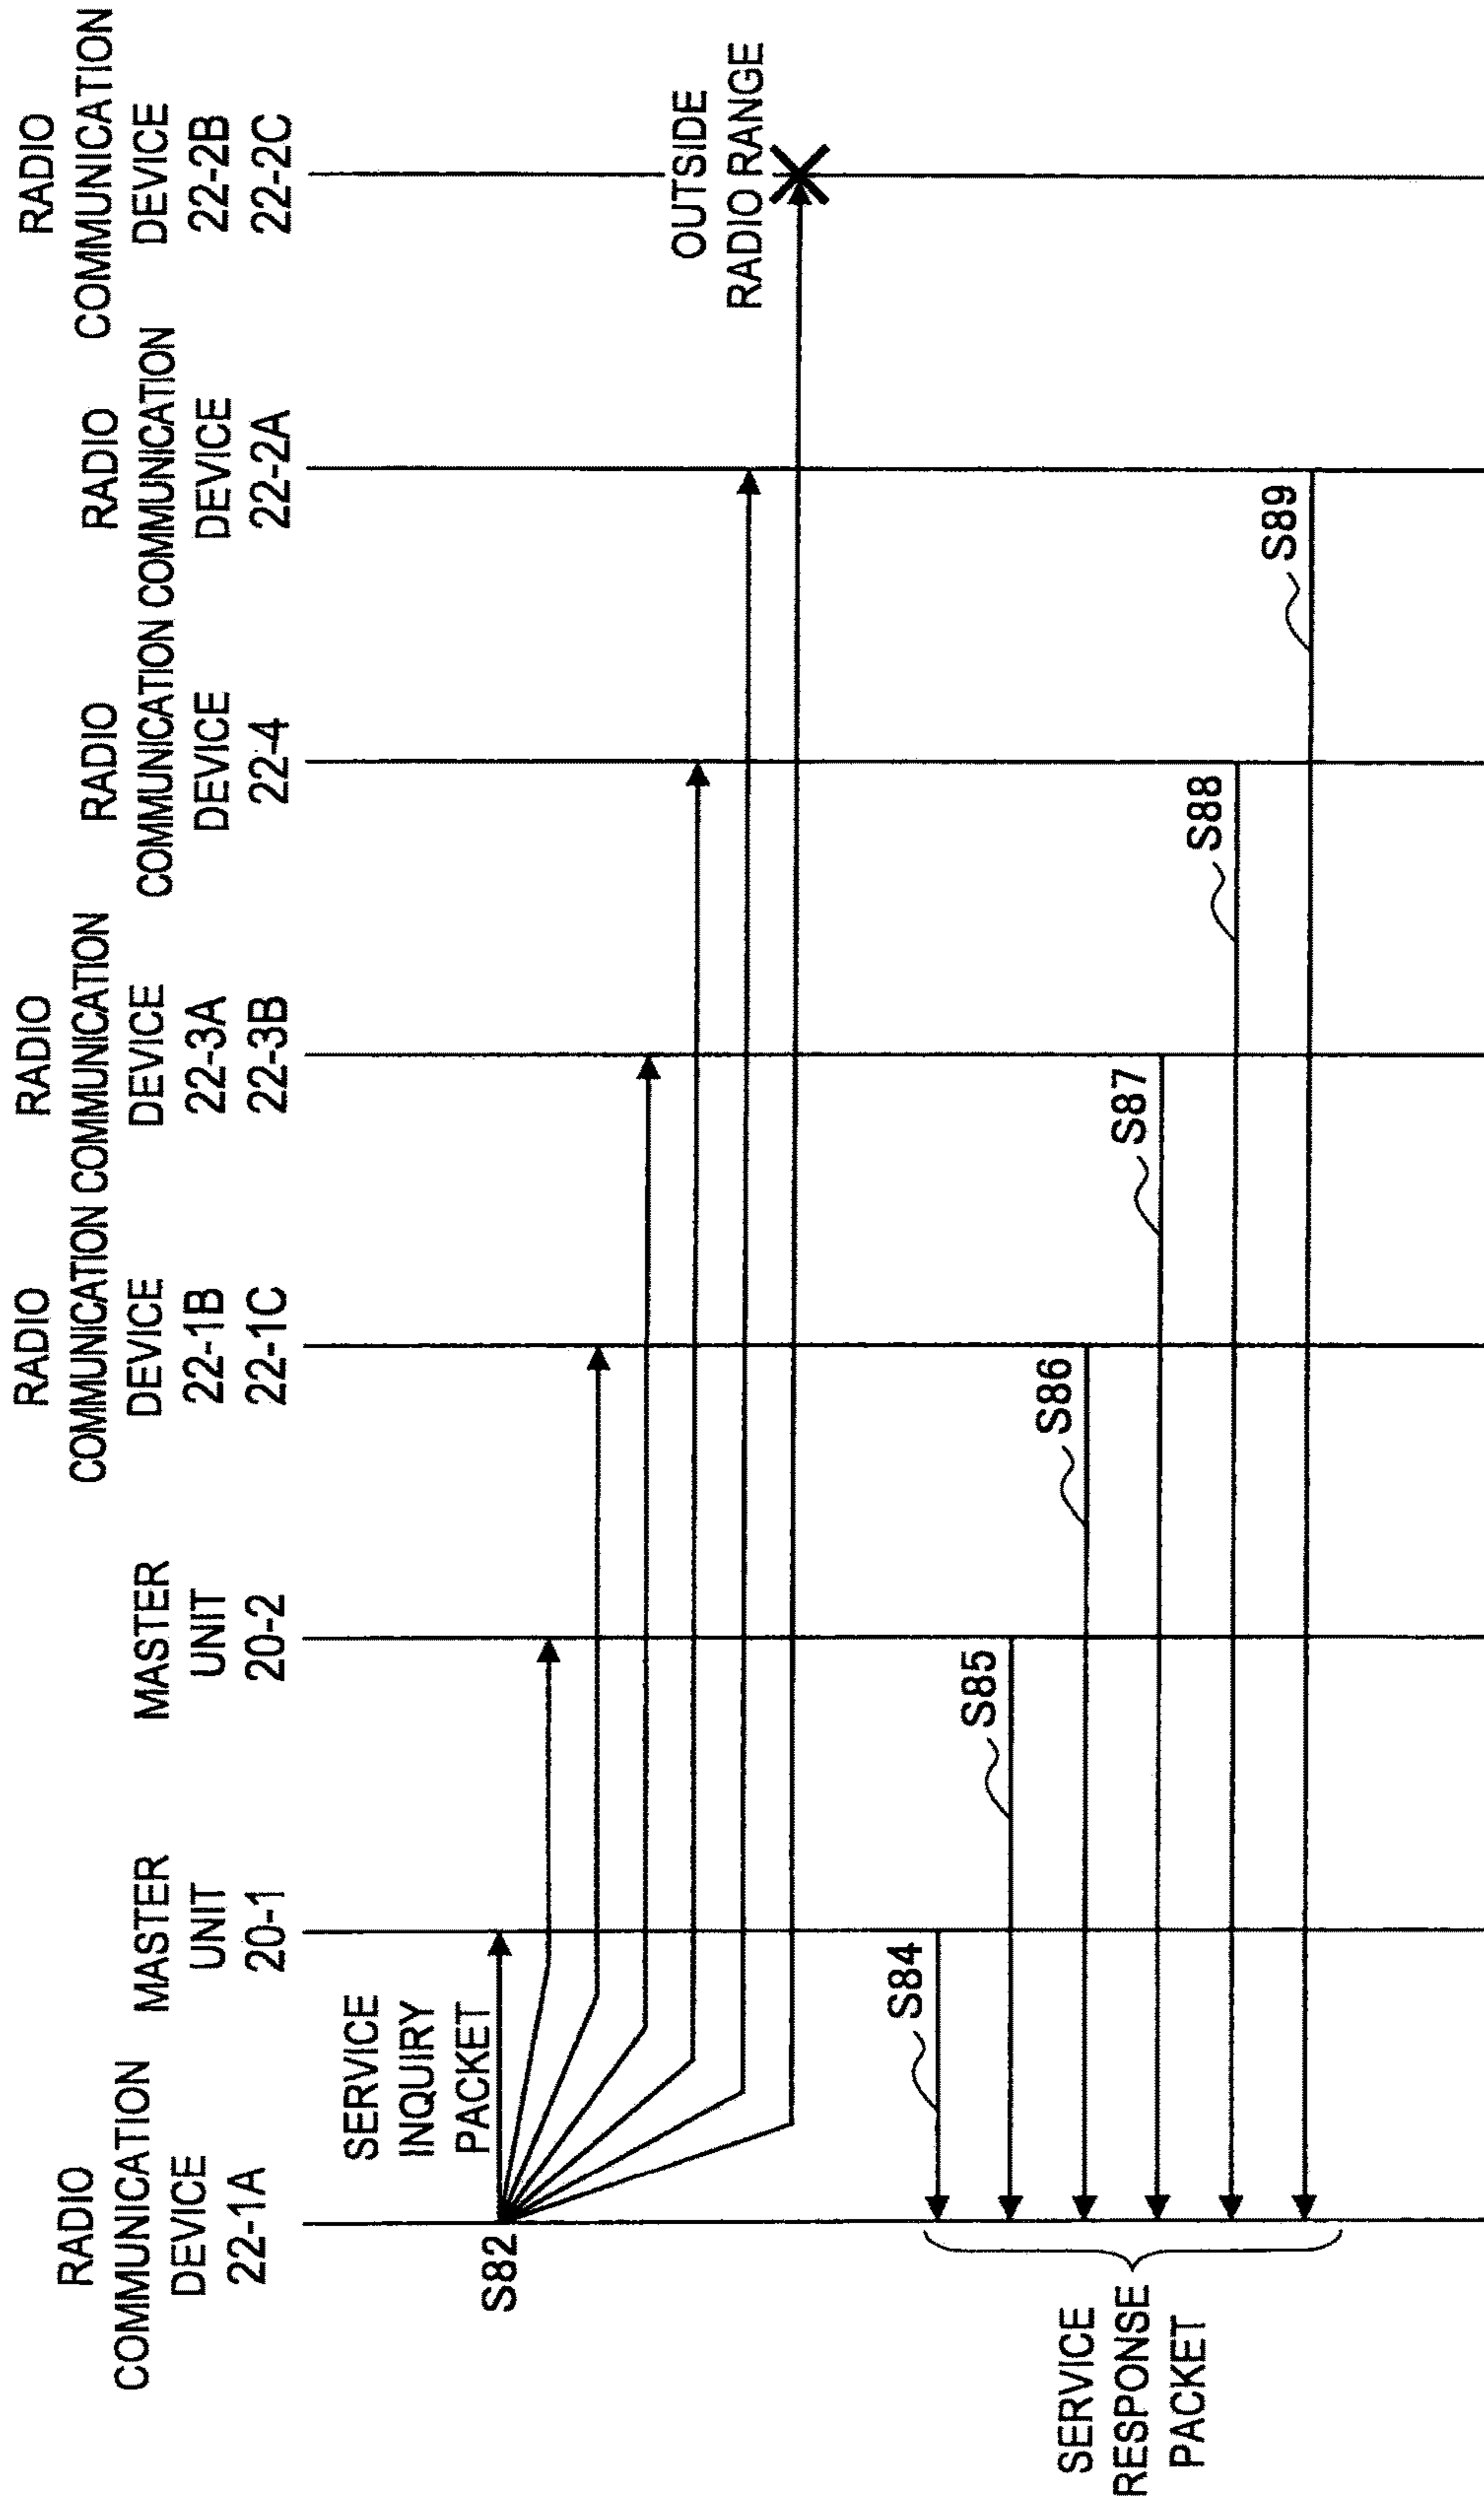 RADIO
COMMUNICATION
DEVICE
22-1A
MASTER
UNIT
20-1
MASTER
UNIT
20-2
RADIO
COMMUNICATION
DEVICE
22-1B
22-1C
RADIO
COMMUNICATION
DEVICE
22-3A
22-3B
RADIO
COMMUNICATION
DEVICE
22-4
RADIO
COMMUNICATION
DEVICE
22-2A
RADIO
COMMUNICATION
DEVICE
22-2B
22-2C
SERVICE
INQUIRY
PACKET
S82
OUTSIDE
RADIO RANGE
S84
S85
S86
S87
S88
S89
SERVICE
RESPONSE
PACKET